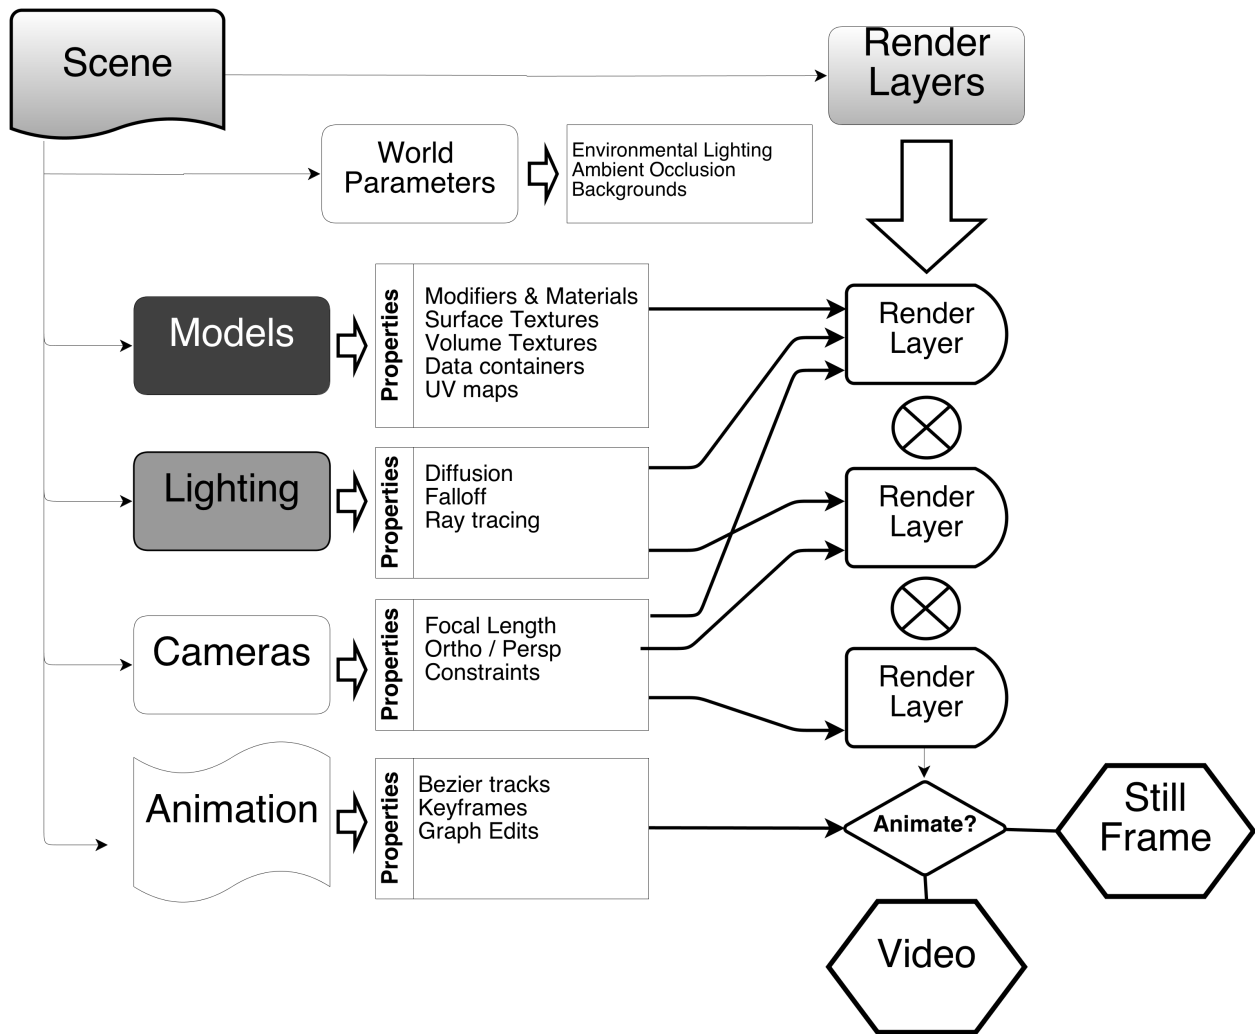 Scene
Render
Layers
World
Parameters
Environmental Lighting
Ambient Occlusion
Backgrounds
Models
Properties
Modifiers & Materials
Surface Textures
Volume Textures
Data containers
UV maps
Render
Layer
Lighting
Properties
Diffusion
Falloff
Ray tracing
Render
Layer
Cameras
Properties
Focal Length
Ortho / Persp
Constraints
Render
Layer
Animation
Properties
Bezier tracks
Keyframes
Graph Edits
Animate?
Still
Frame
Video